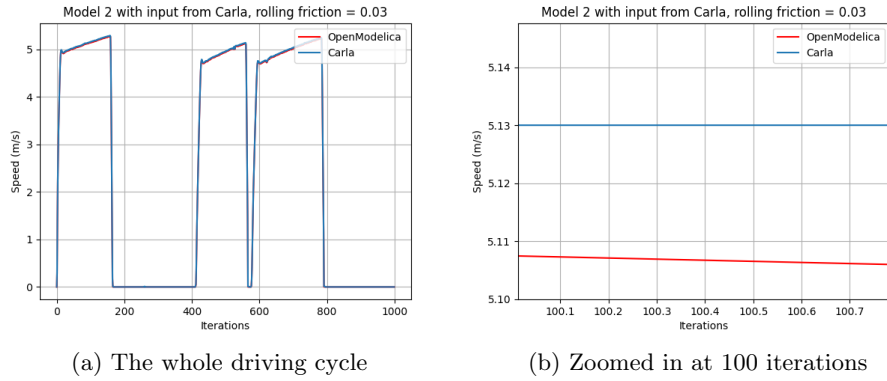 Model 2 with input from Carla, rolling friction = 0.03
OpenModelica
Carla
5
4
3
2
1
0
Speed (m/s)
0
200
400
600
800
1000
Iterations
(a) The whole driving cycle
Model 2 with input from Carla, rolling friction = 0.03
OpenModelica
Carla
5.14
5.13
5.12
5.11
5.10
Speed (m/s)
100.1
100.2
100.3
100.4
100.5
100.6
100.7
Iterations
(b) Zoomed in at 100 iterations